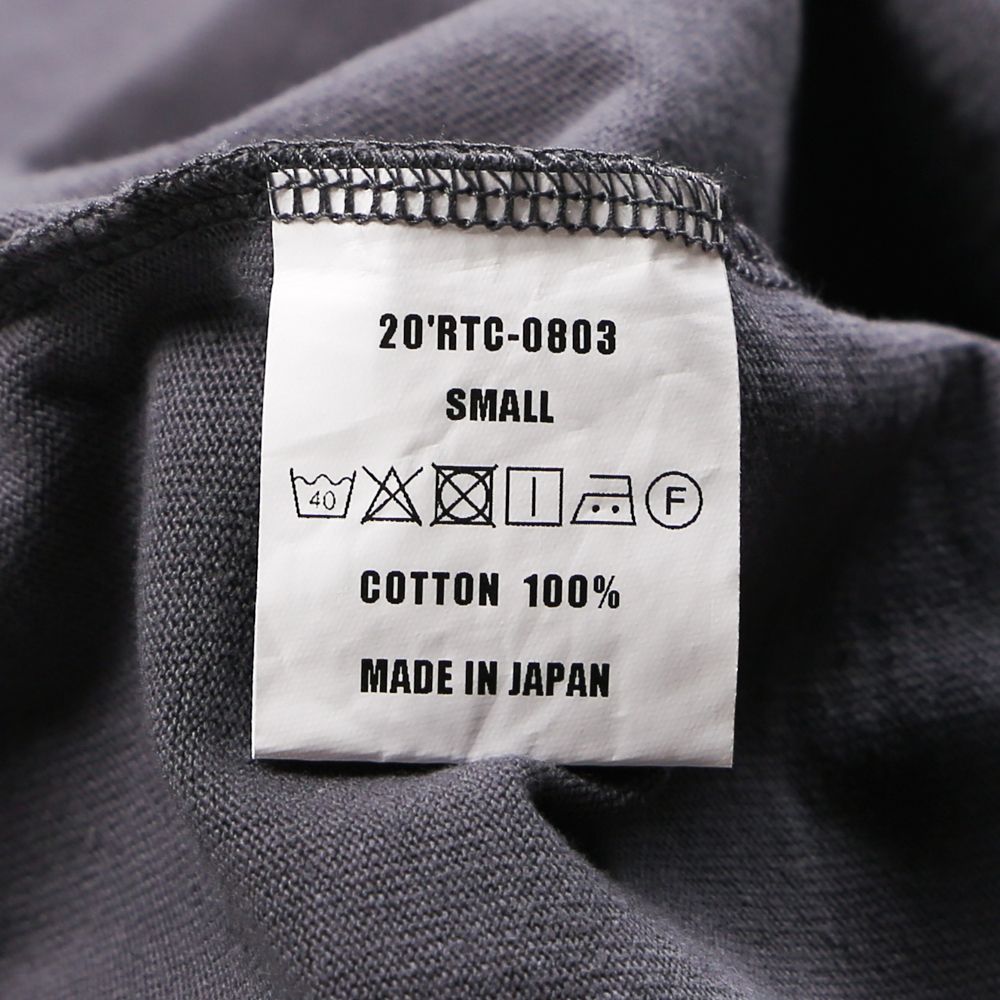 20'RTC-0803
SMALL
40 F
COTTON 100%
MADE IN JAPAN